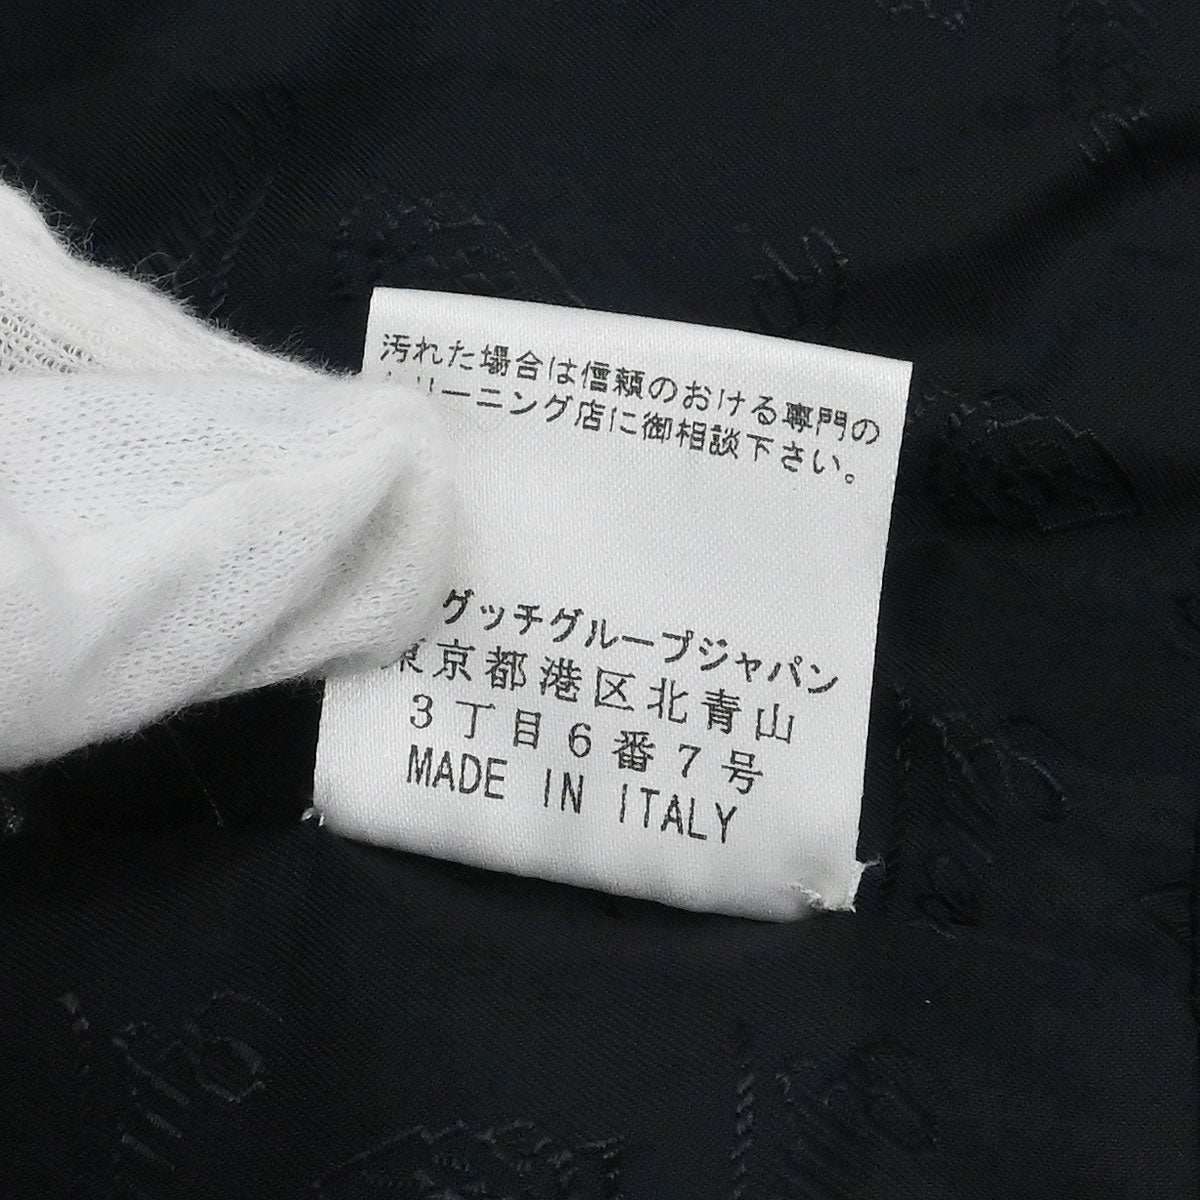 汚れた場合は信頼のおける専門の
クリーニング店に御相談下さい。
グッチグループジャパン
東京都港区北青山
3丁目6番7号
MADE IN ITALY